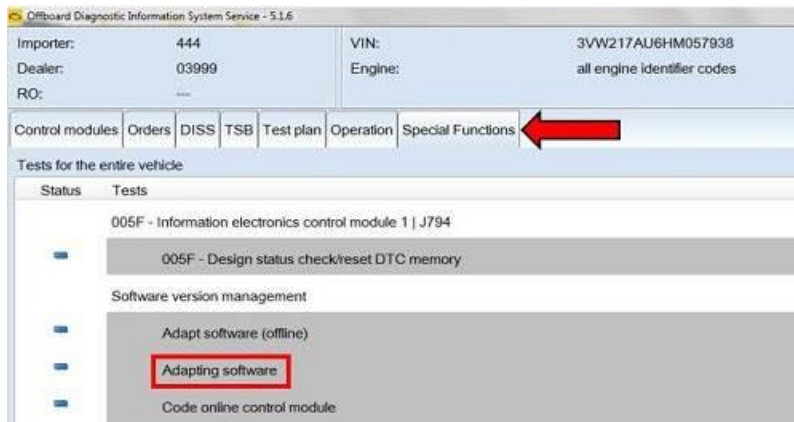 Offboard Diagnostic Information System Service - 5.1.6
Importer: 444 VIN: 3VW217AU6HM057938
Dealer: 03999 Engine: all engine identifier codes
RO: ---
Control modules Orders DISS TSB Test plan Operation Special Functions
Tests for the entire vehicle
Status Tests
005F - Information electronics control module 1 | J794
005F - Design status check/reset DTC memory
Software version management
Adapt software (offline)
Adapting software
Code online control module